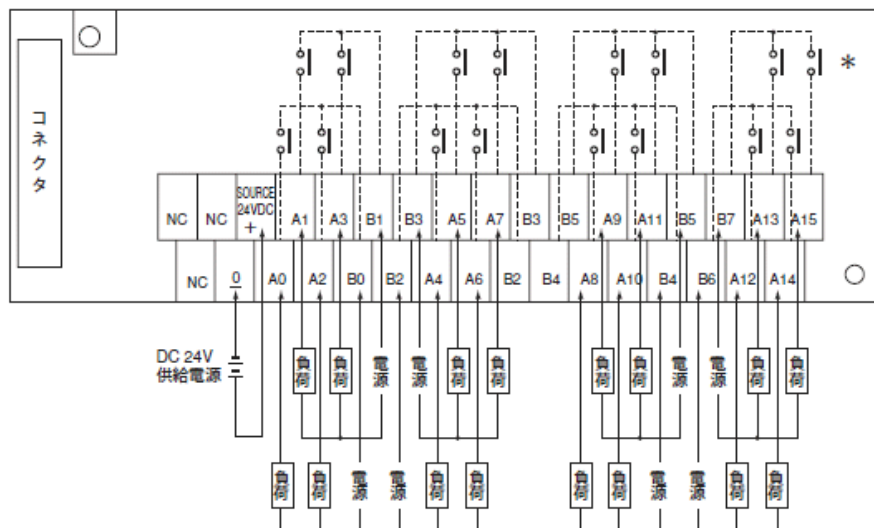 コネクタ
*
NC
NC
SOURCE
24VDC
+
A1
A3
B1
B3
A5
A7
B3
B5
A9
A11
B5
B7
A13
A15
NC
0
A0
A2
B0
B2
A4
A6
B2
B4
A8
A10
B4
B6
A12
A14
DC 24V
供給電源
負荷
負荷
電源
電源
負荷
負荷
負荷
負荷
電源
電源
負荷
負荷
負荷
負荷
電源
電源
負荷
負荷
負荷
負荷
電源
電源
負荷
負荷